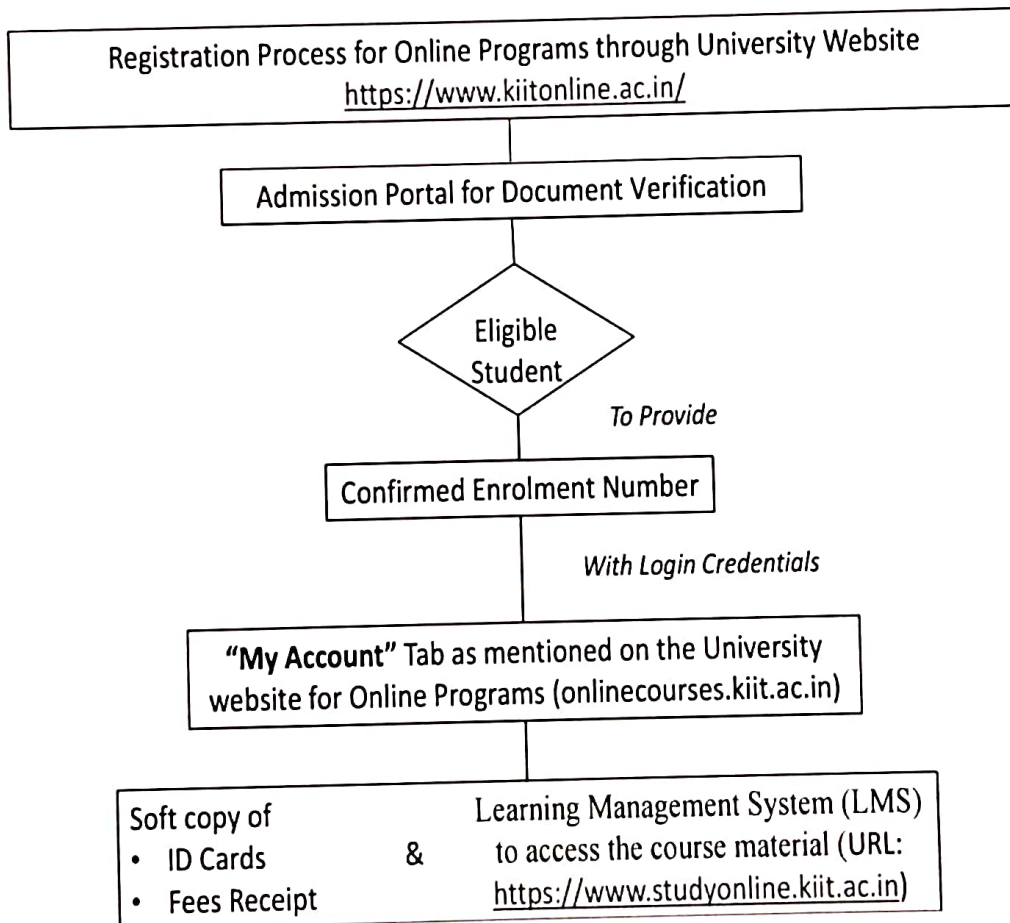 Registration Process for Online Programs through University Website
https://www.kiitonline.ac.in/
Admission Portal for Document Verification
Eligible
Student
To Provide
Confirmed Enrolment Number
With Login Credentials
“My Account” Tab as mentioned on the University
website for Online Programs (onlinecourses.kiit.ac.in)
Soft copy of
• ID Cards
• Fees Receipt
&
Learning Management System (LMS)
to access the course material (URL:
https://www.studyonline.kiit.ac.in)